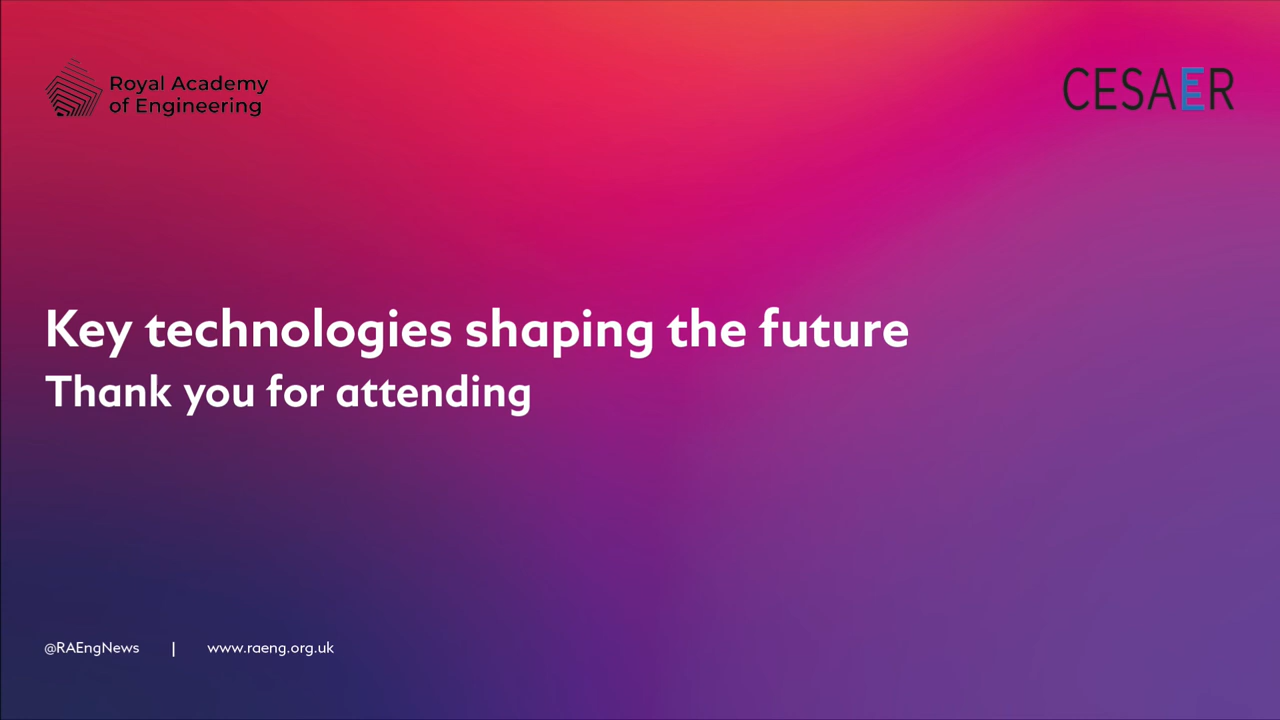 Royal Academy
of Engineering
CESAER
Key technologies shaping the future
Thank you for attending
@RAEngNews | www.raeng.org.uk